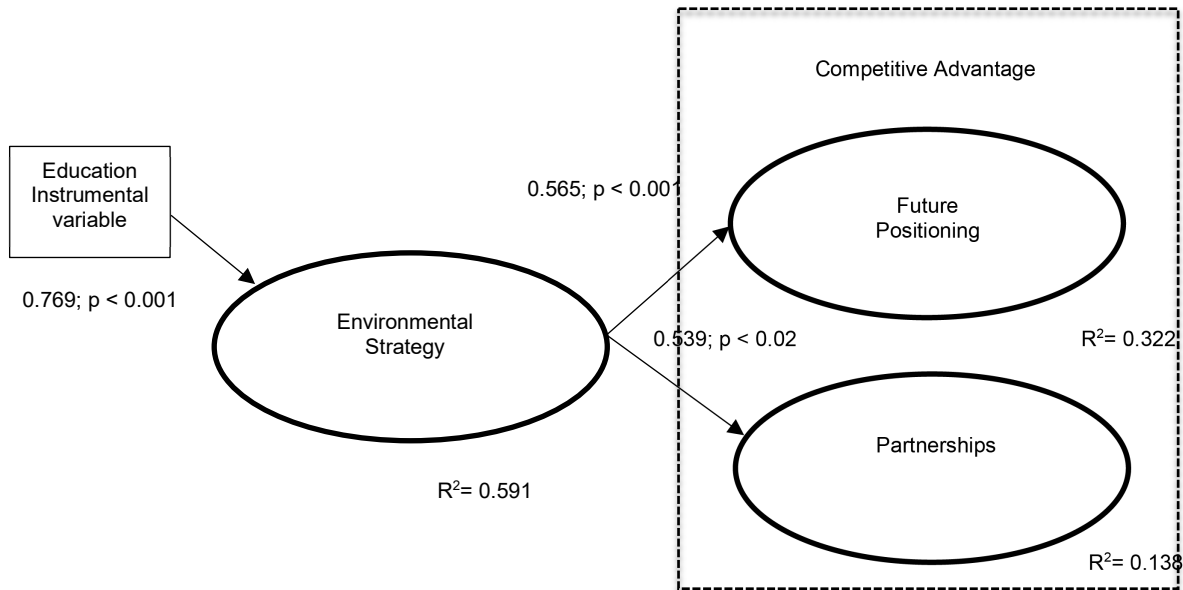 Competitive Advantage
Education
Instrumental
variable
0.565; p < 0.001
Future
Positioning
0.769; p < 0.001
Environmental
Strategy
0.539; p < 0.02
R²= 0.322
Partnerships
R²= 0.591
R²= 0.138